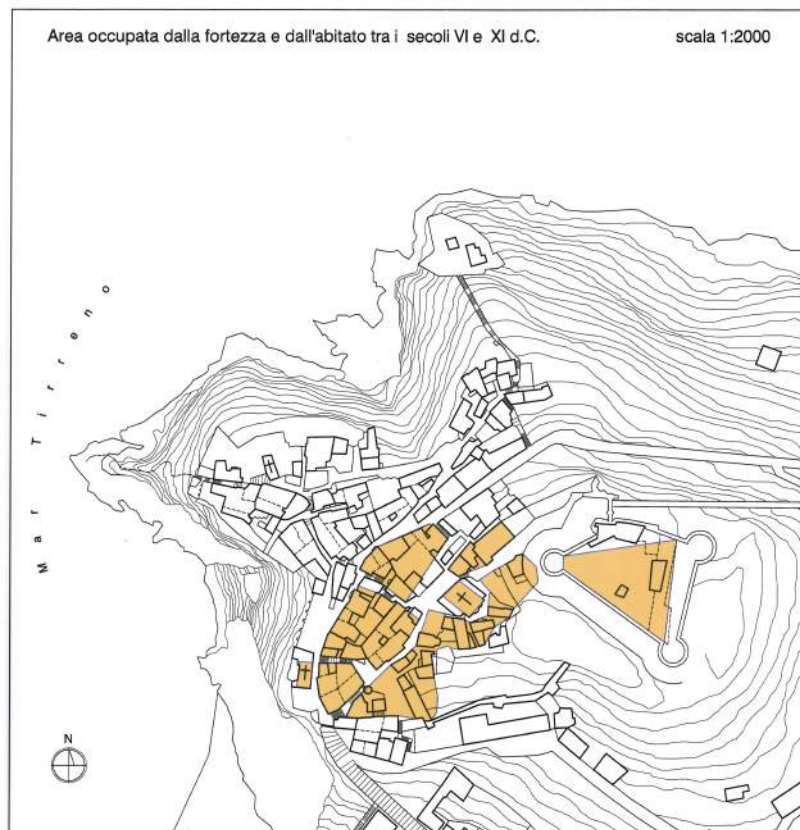 Area occupata dalla fortezza e dall'abitato tra i secoli VI e XI d.C.
scala 1:2000
Mar Tirreno
N